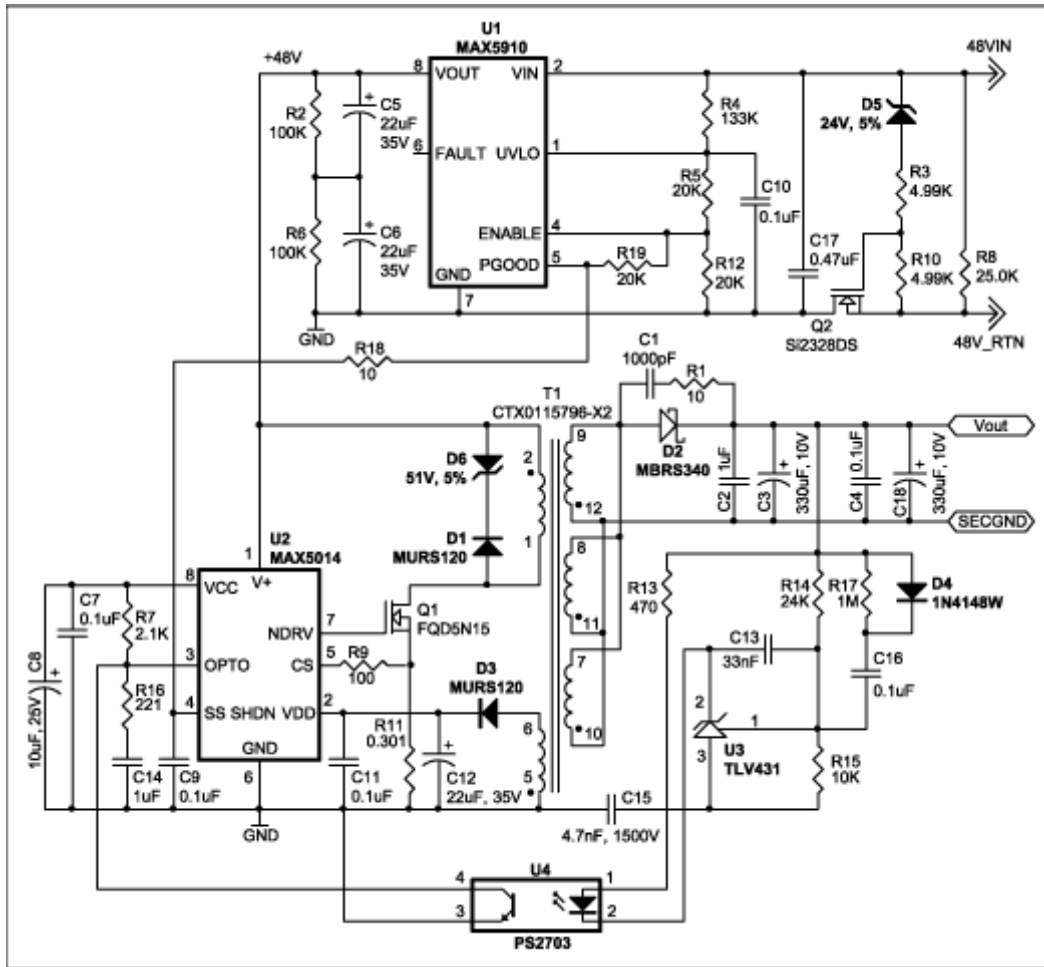 U1
MAX5910
+48V
8
VOUT
VIN
2
48VIN
R2
100K
C5
22uF
35V
+
R4
133K
D5
24V, 5%
6
FAULT
UVLO
1
R5
20K
C10
0.1uF
R3
4.99K
R6
100K
C6
22uF
35V
+
ENABLE
4
PGOOD
5
GND
7
R19
20K
R12
20K
C17
0.47uF
R10
4.99K
R8
25.0K
GND
Q2
Si2328DS
48V_RTN
R18
10
C1
1000pF
R1
10
T1
CTX0115796-X2
D6
51V, 5%
2
1
9
12
D2
MBRS340
C2
1uF
C3
+
330uF, 10V
C4
0.1uF
C18
+
330uF, 10V
Vout
SECGND
D1
MURS120
U2
MAX5014
1
8
VCC
V+
8
11
R13
470
R14
24K
R17
1M
D4
1N4148W
C7
0.1uF
R7
2.1K
NDRV
7
Q1
FQD5N15
C8
+
10uF, 25V
3
OPTO
CS
5
R9
100
7
10
C13
33nF
C16
0.1uF
R16
221
4
SS SHDN
VDD
2
D3
MURS120
6
5
2
1
3
U3
TLV431
GND
6
R11
0.301
C14
1uF
C9
0.1uF
C11
0.1uF
+
C12
22uF, 35V
R15
10K
C15
4.7nF, 1500V
GND
U4
4
3
1
2
PS2703